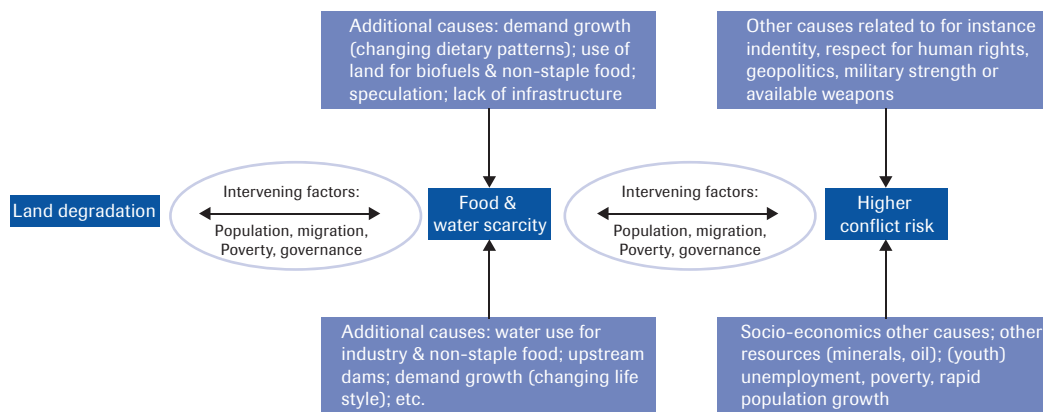 Additional causes: demand growth
(changing dietary patterns); use of
land for biofuels & non-staple food;
speculation; lack of infrastructure
Other causes related to for instance
indentity, respect for human rights,
geopolitics, military strength or
available weapons
Land degradation
Intervening factors:
Population, migration,
Poverty, governance
Food &
water scarcity
Intervening factors:
Population, migration,
Poverty, governance
Higher
conflict risk
Additional causes: water use for
industry & non-staple food; upstream
dams; demand growth (changing life
style); etc.
Socio-economics other causes; other
resources (minerals, oil); (youth)
unemployment, poverty, rapid
population growth